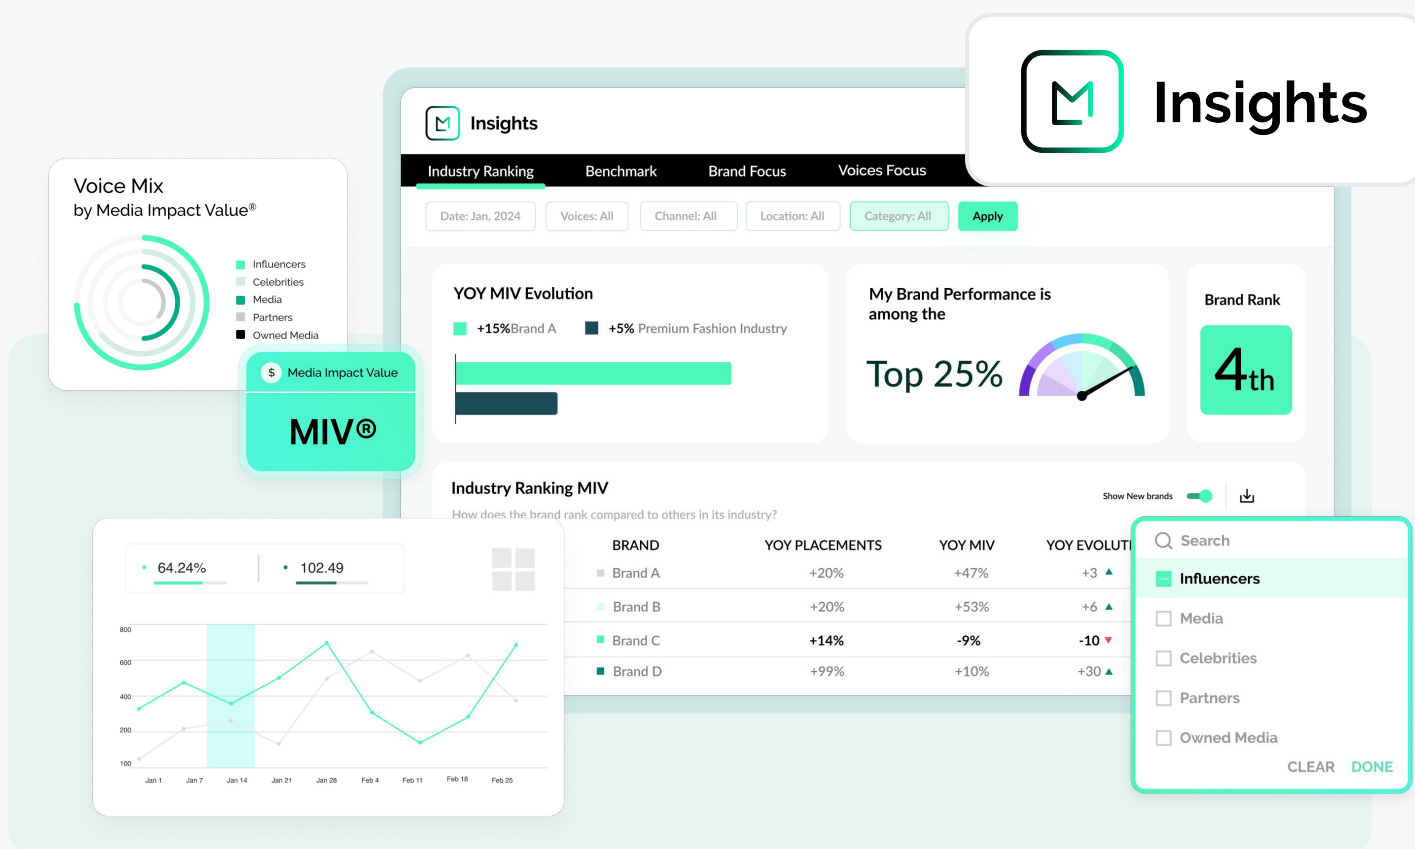 Insights
Insights
Industry Ranking
Benchmark
Brand Focus
Voices Focus
Date: Jan, 2024
Voices: All
Channel: All
Location: All
Category: All
Apply
Voice Mix
by Media Impact Value®
Influencers
Celebrities
Media
Partners
Owned Media
$ Media Impact Value
MIV®
YOY MIV Evolution
+15%Brand A
+5% Premium Fashion Industry
My Brand Performance is
among the
Top 25%
Brand Rank
4th
Industry Ranking MIV
How does the brand rank compared to others in its industry?
Show New brands
BRAND YOY PLACEMENTS YOY MIV YOY EVOLUTI
Brand A +20% +47% +3 ▲
Brand B +20% +53% +6 ▲
Brand C +14% -9% -10 ▼
Brand D +99% +10% +30 ▲
64.24%
102.49
800
600
400
200
100
Jan 1 Jan 7 Jan 14 Jan 21 Jan 28 Feb 4 Feb 11 Feb 18 Feb 25
Search
Influencers
Media
Celebrities
Partners
Owned Media
CLEAR DONE